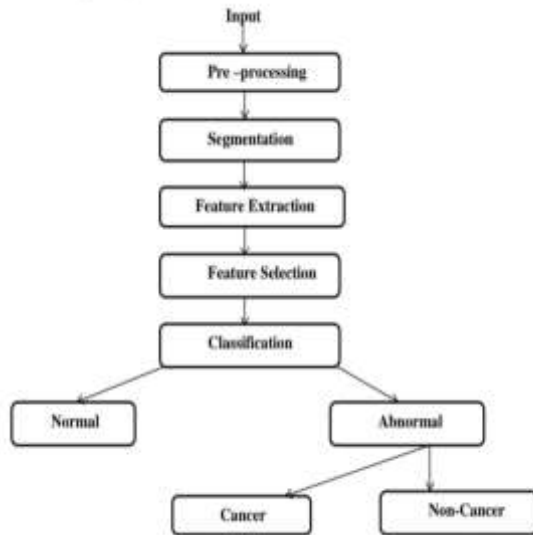 Input
Pre –processing
Segmentation
Feature Extraction
Feature Selection
Classification
Normal
Abnormal
Cancer
Non-Cancer